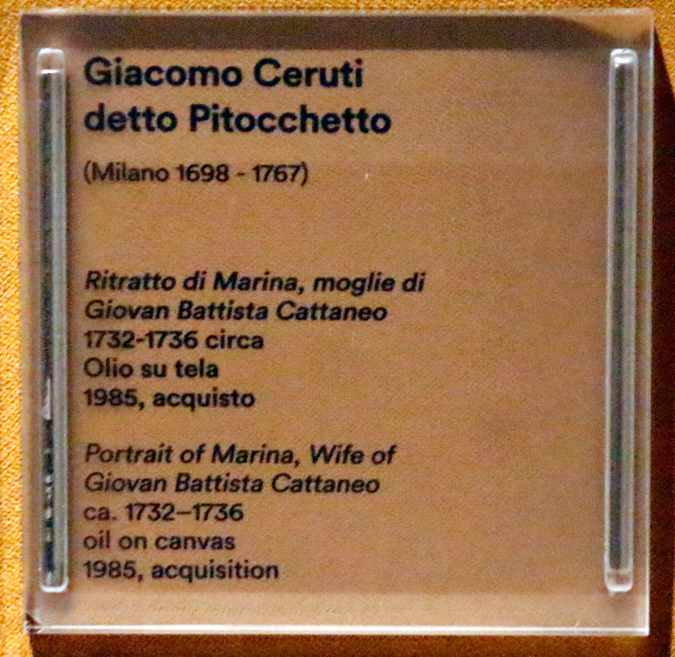 Giacomo Ceruti
detto Pitocchetto
(Milano 1698 - 1767)
Ritratto di Marina, moglie di
Giovan Battista Cattaneo
1732-1736 circa
Olio su tela
1985, acquisto
Portrait of Marina, Wife of
Giovan Battista Cattaneo
ca. 1732–1736
oil on canvas
1985, acquisition